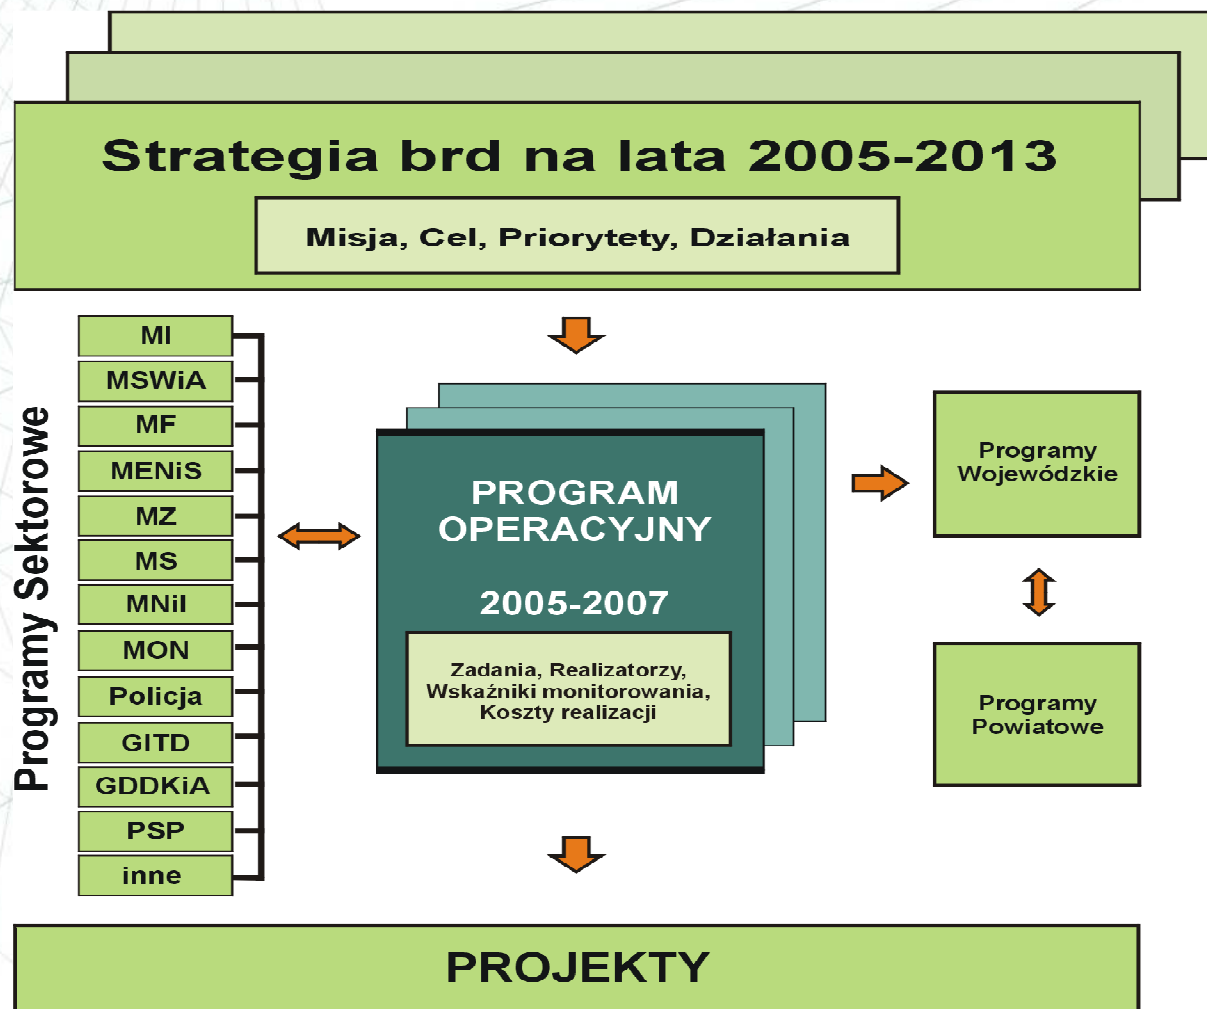 Strategia brd na lata 2005-2013
Misja, Cel, Priorytety, Działania
Programy Sektorowe
MI
MSWiA
MF
MENiS
MZ
MS
MNiI
MON
Policja
GITD
GDDKiA
PSP
inne
PROGRAM
OPERACYJNY
2005-2007
Zadania, Realizatorzy,
Wskaźniki monitorowania,
Koszty realizacji
Programy
Wojewódzkie
Programy
Powiatowe
PROJEKTY